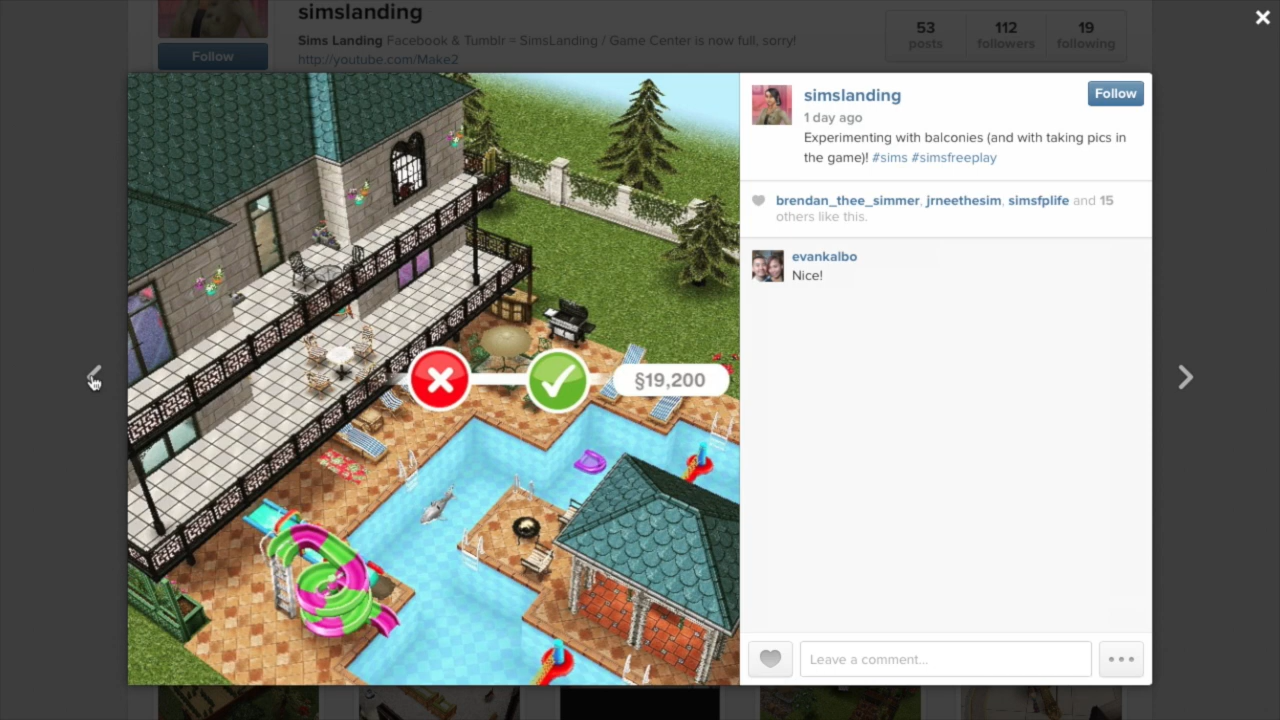 simslanding
Sims Landing Facebook & Tumblr = SimsLanding / Game Center is now full, sorry!
http://youtube.com/Make2
Follow
53 posts
112 followers
19 following
simslanding
Follow
1 day ago
Experimenting with balconies (and with taking pics in
the game)! #sims #simsfreeplay
brendan_thee_simmer, jrneethesim, simsfplife and 15
others like this.
evankalbo
Nice!
§19,200
Leave a comment...